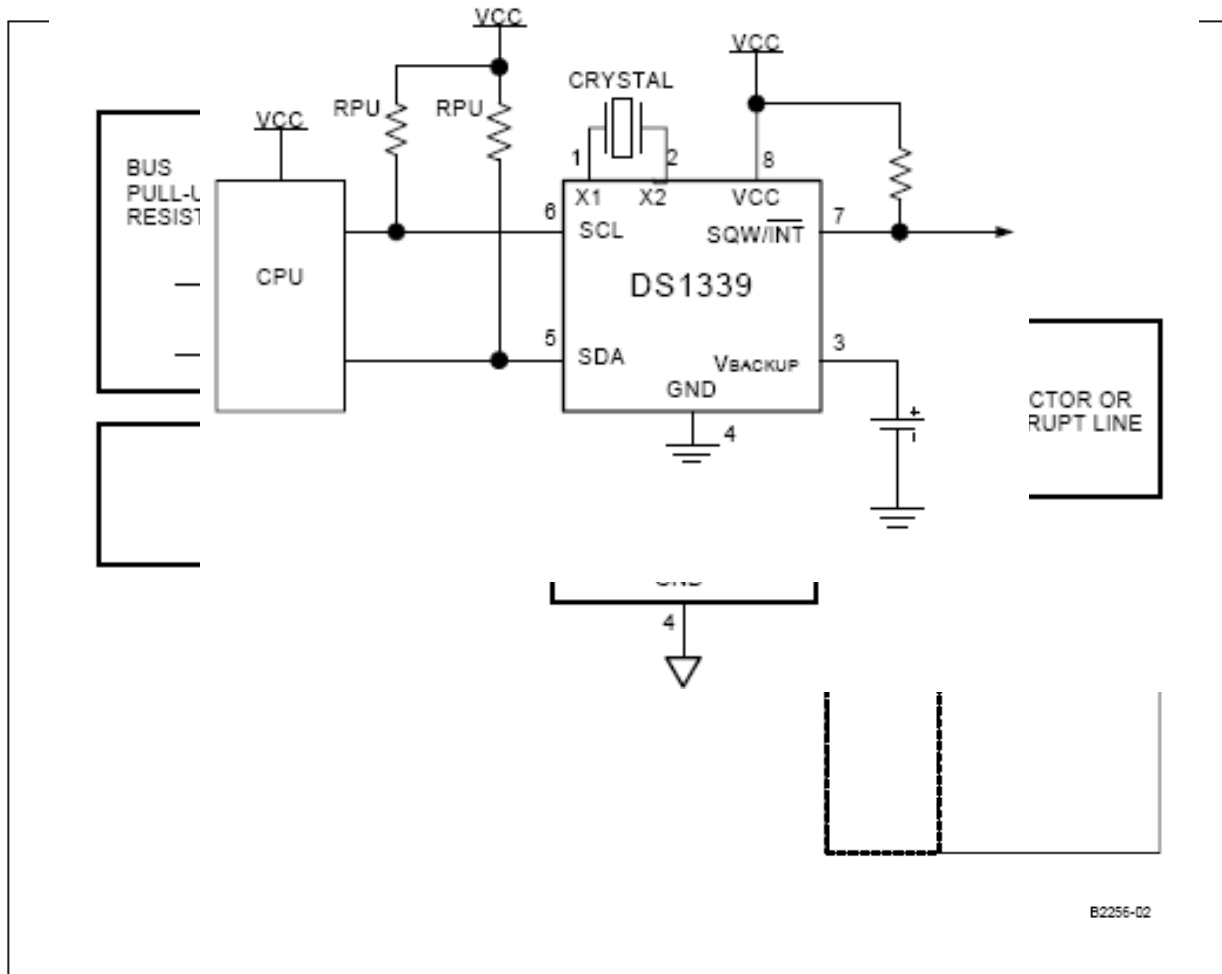 VCC
VCC
CRYSTAL
RPU
RPU
VCC
BUS
PULL-U
RESIST
1
2
8
X1
X2
VCC
6
SCL
SQW/INT
7
CPU
DS1339
5
SDA
VBACKUP
3
GND
4
+
CTOR OR
RUPT LINE
4
B2256-02